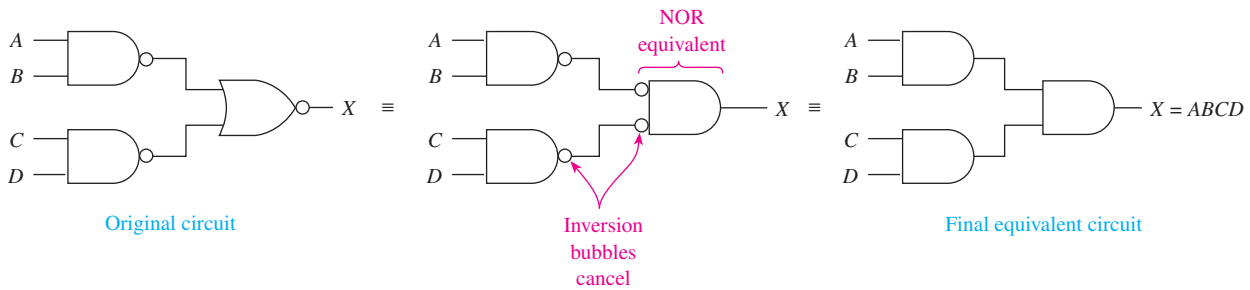 A
B
C
D
X
≡
Original circuit
A
B
C
D
NOR
equivalent
X
≡
Inversion
bubbles
cancel
A
B
C
D
X = ABCD
Final equivalent circuit